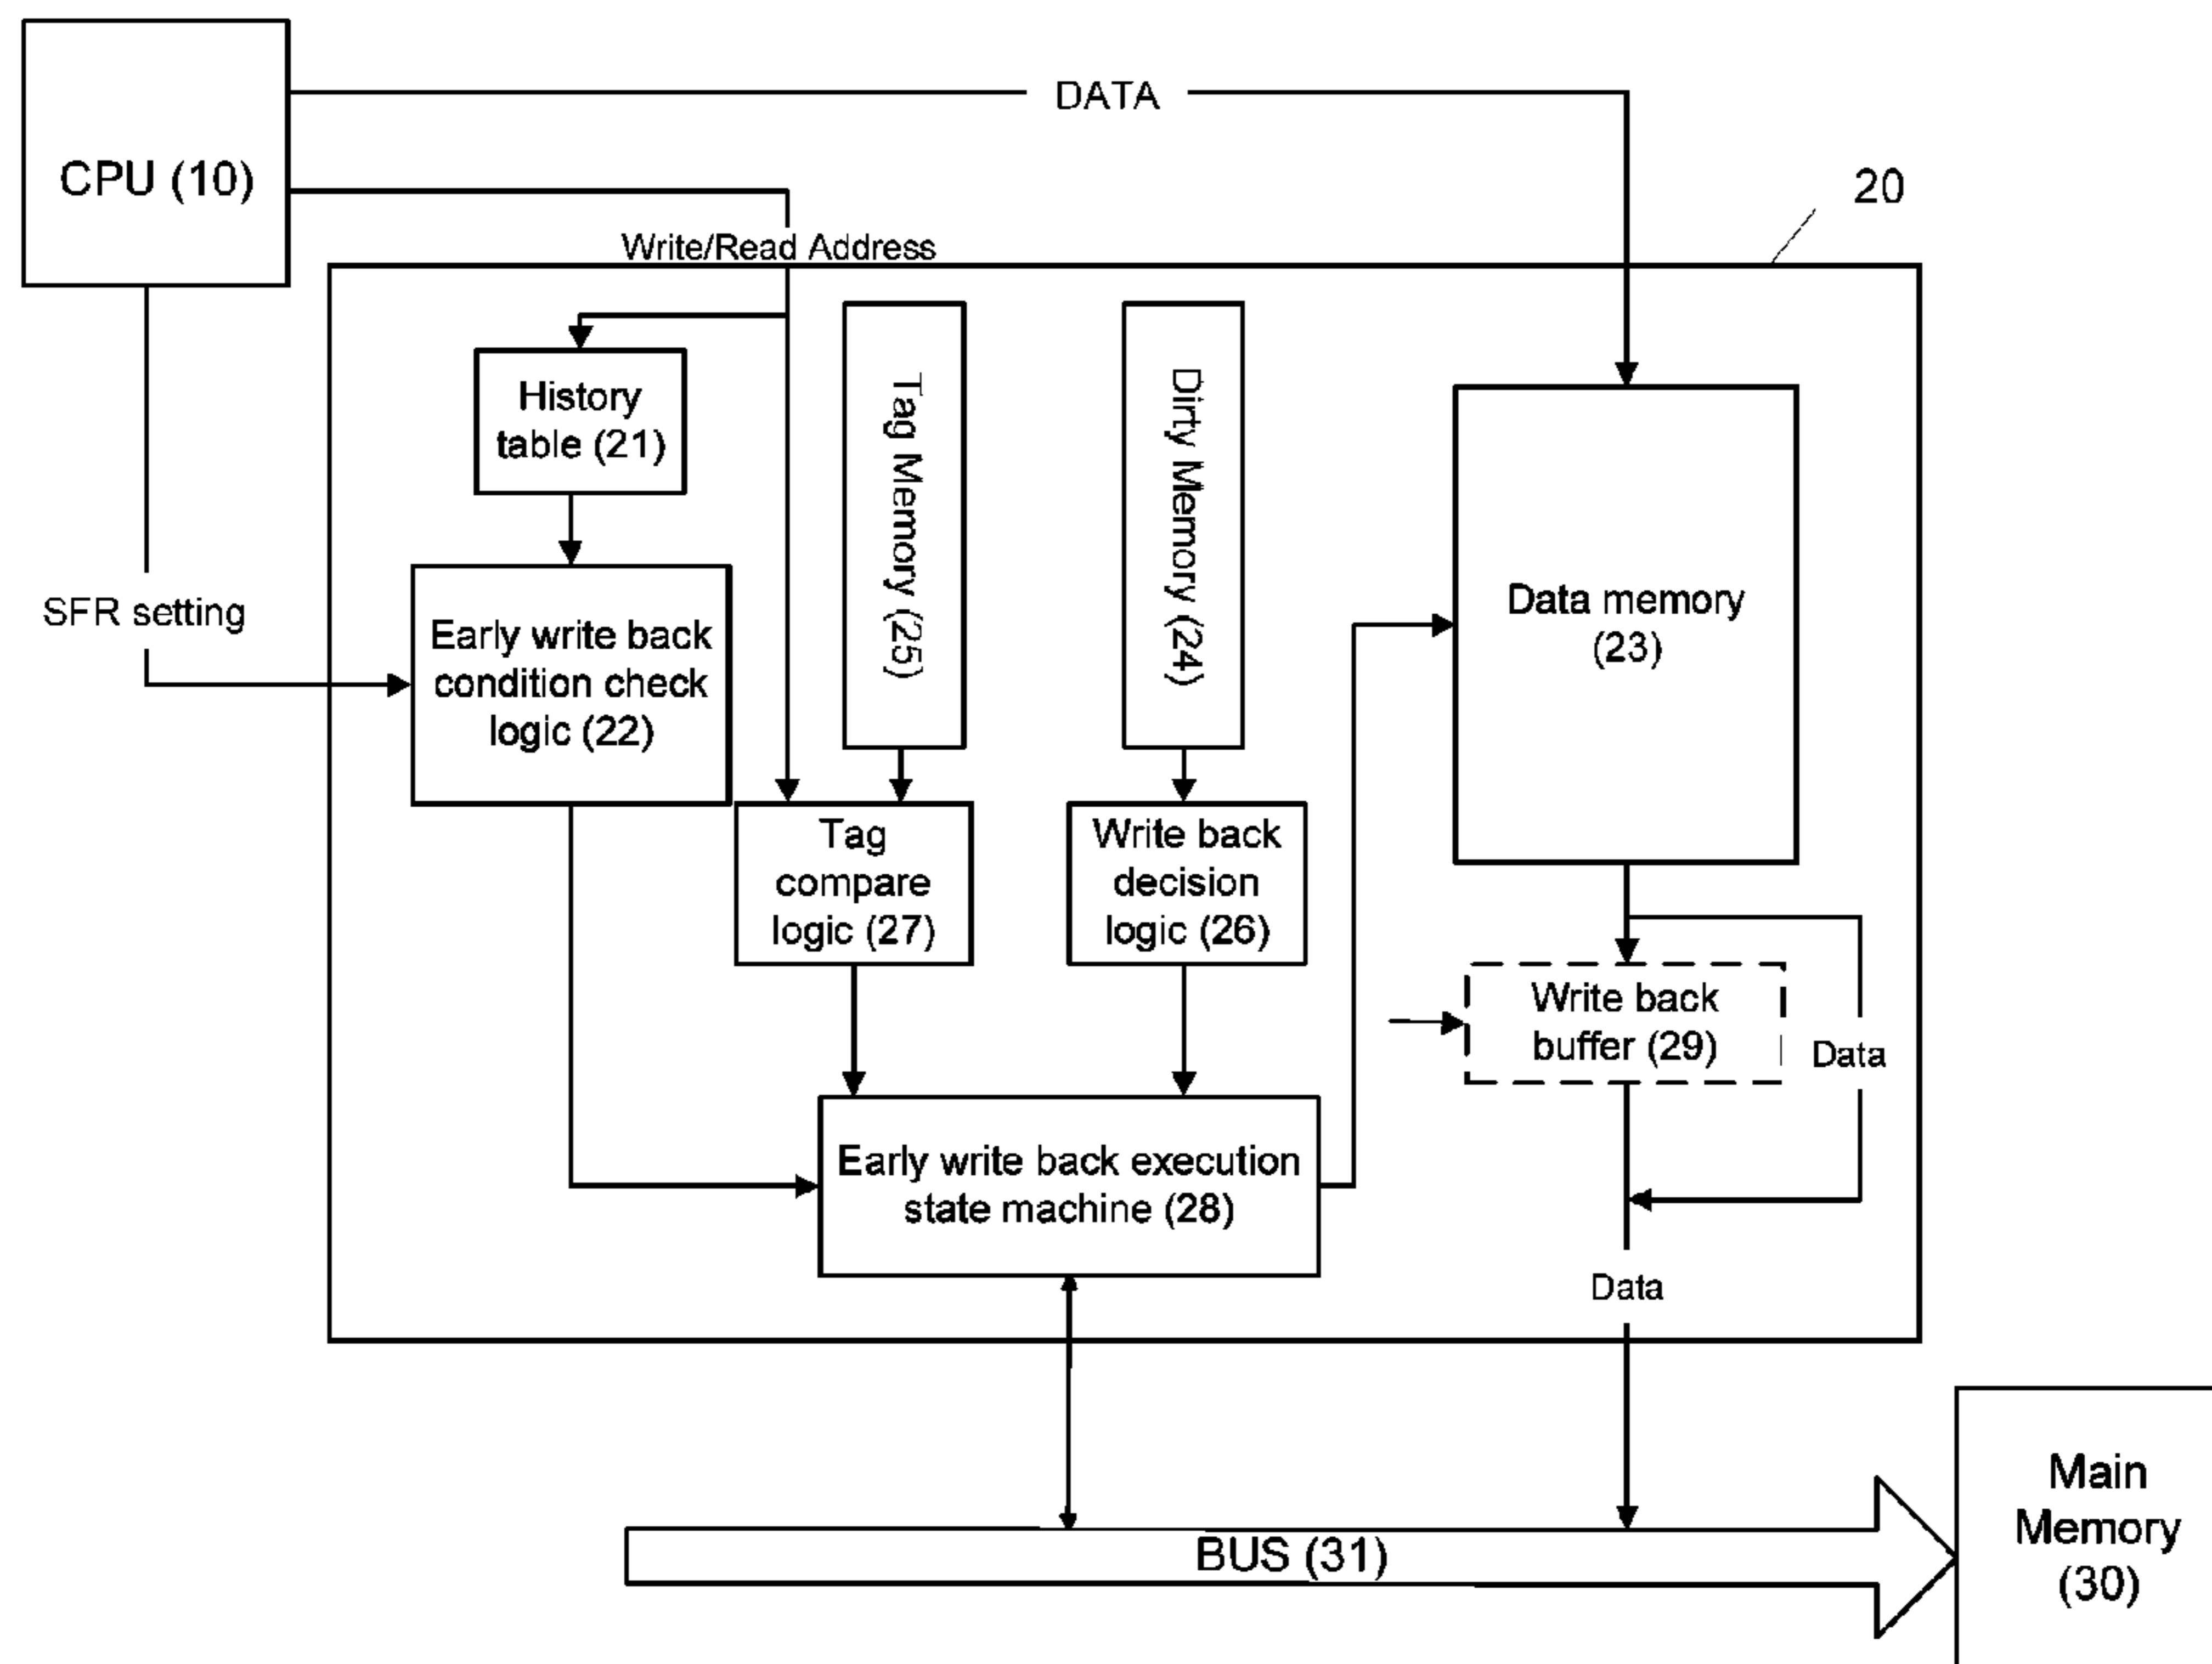 DATA
CPU (10)
20
Write/Read Address
History
table (21)
Tag Memory (25)
Dirty Memory (24)
SFR setting
Early write back
condition check
logic (22)
Data memory
(23)
Tag
compare
logic (27)
Write back
decision
logic (26)
Write back
buffer (29)
Data
Early write back execution
state machine (28)
Data
BUS (31)
Main
Memory
(30)